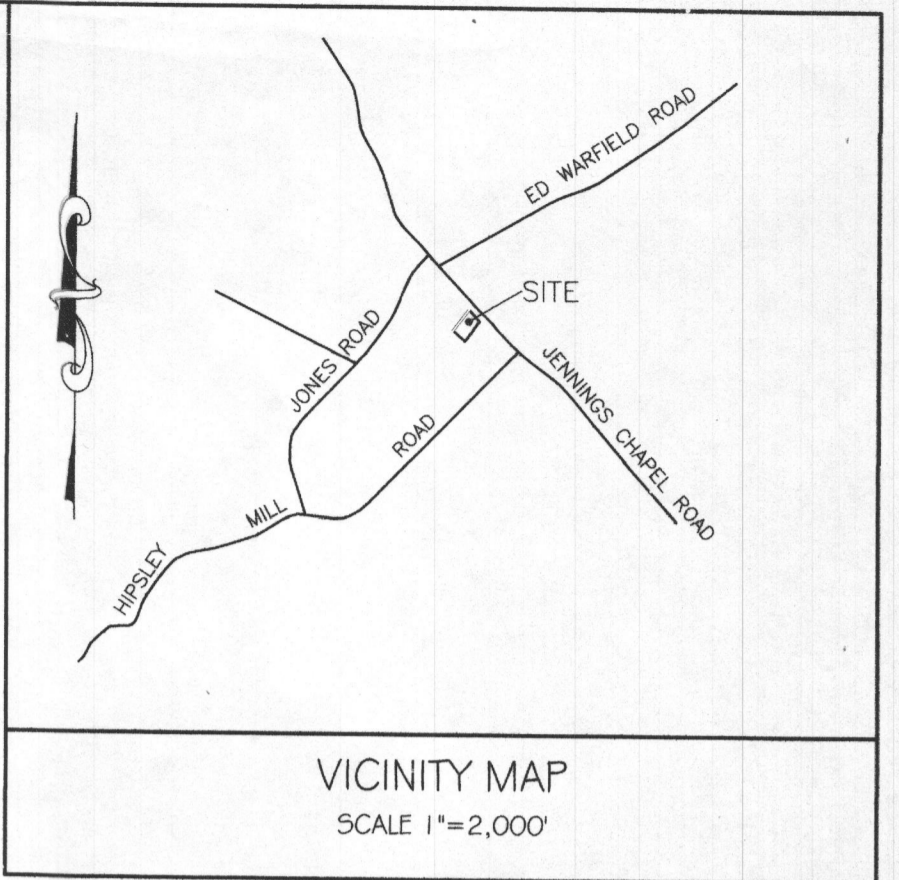 ED WARFIELD ROAD
SITE
JONES ROAD
JENNINGS CHAPEL ROAD
HIPSLEY MILL ROAD
VICINITY MAP
SCALE 1"=2,000'